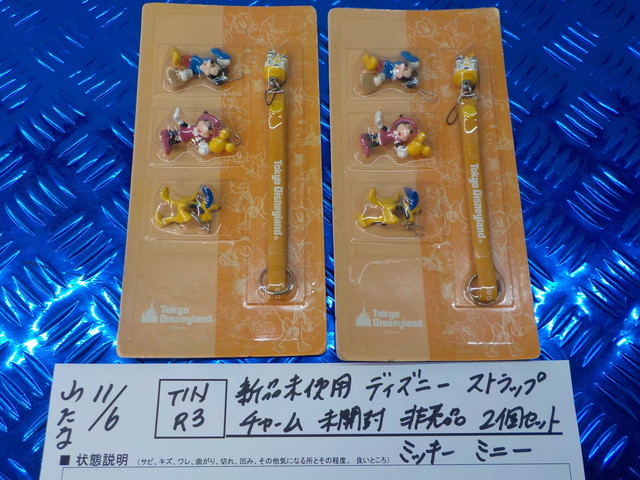 Tokyo Disneyland®
Tokyo Disneyland®
Tokyo
Disneyland
Tokyo
Disneyland
11/6
TIN
R3
新品未使用 ディズニー ストラップ
チャーム 未開封 非売品 2個セット
ミッキー ミニー
■ 状態説明 (サビ、キズ、ワレ、曲がり、切れ、凹み、その他気になる所とその程度、良いところ)